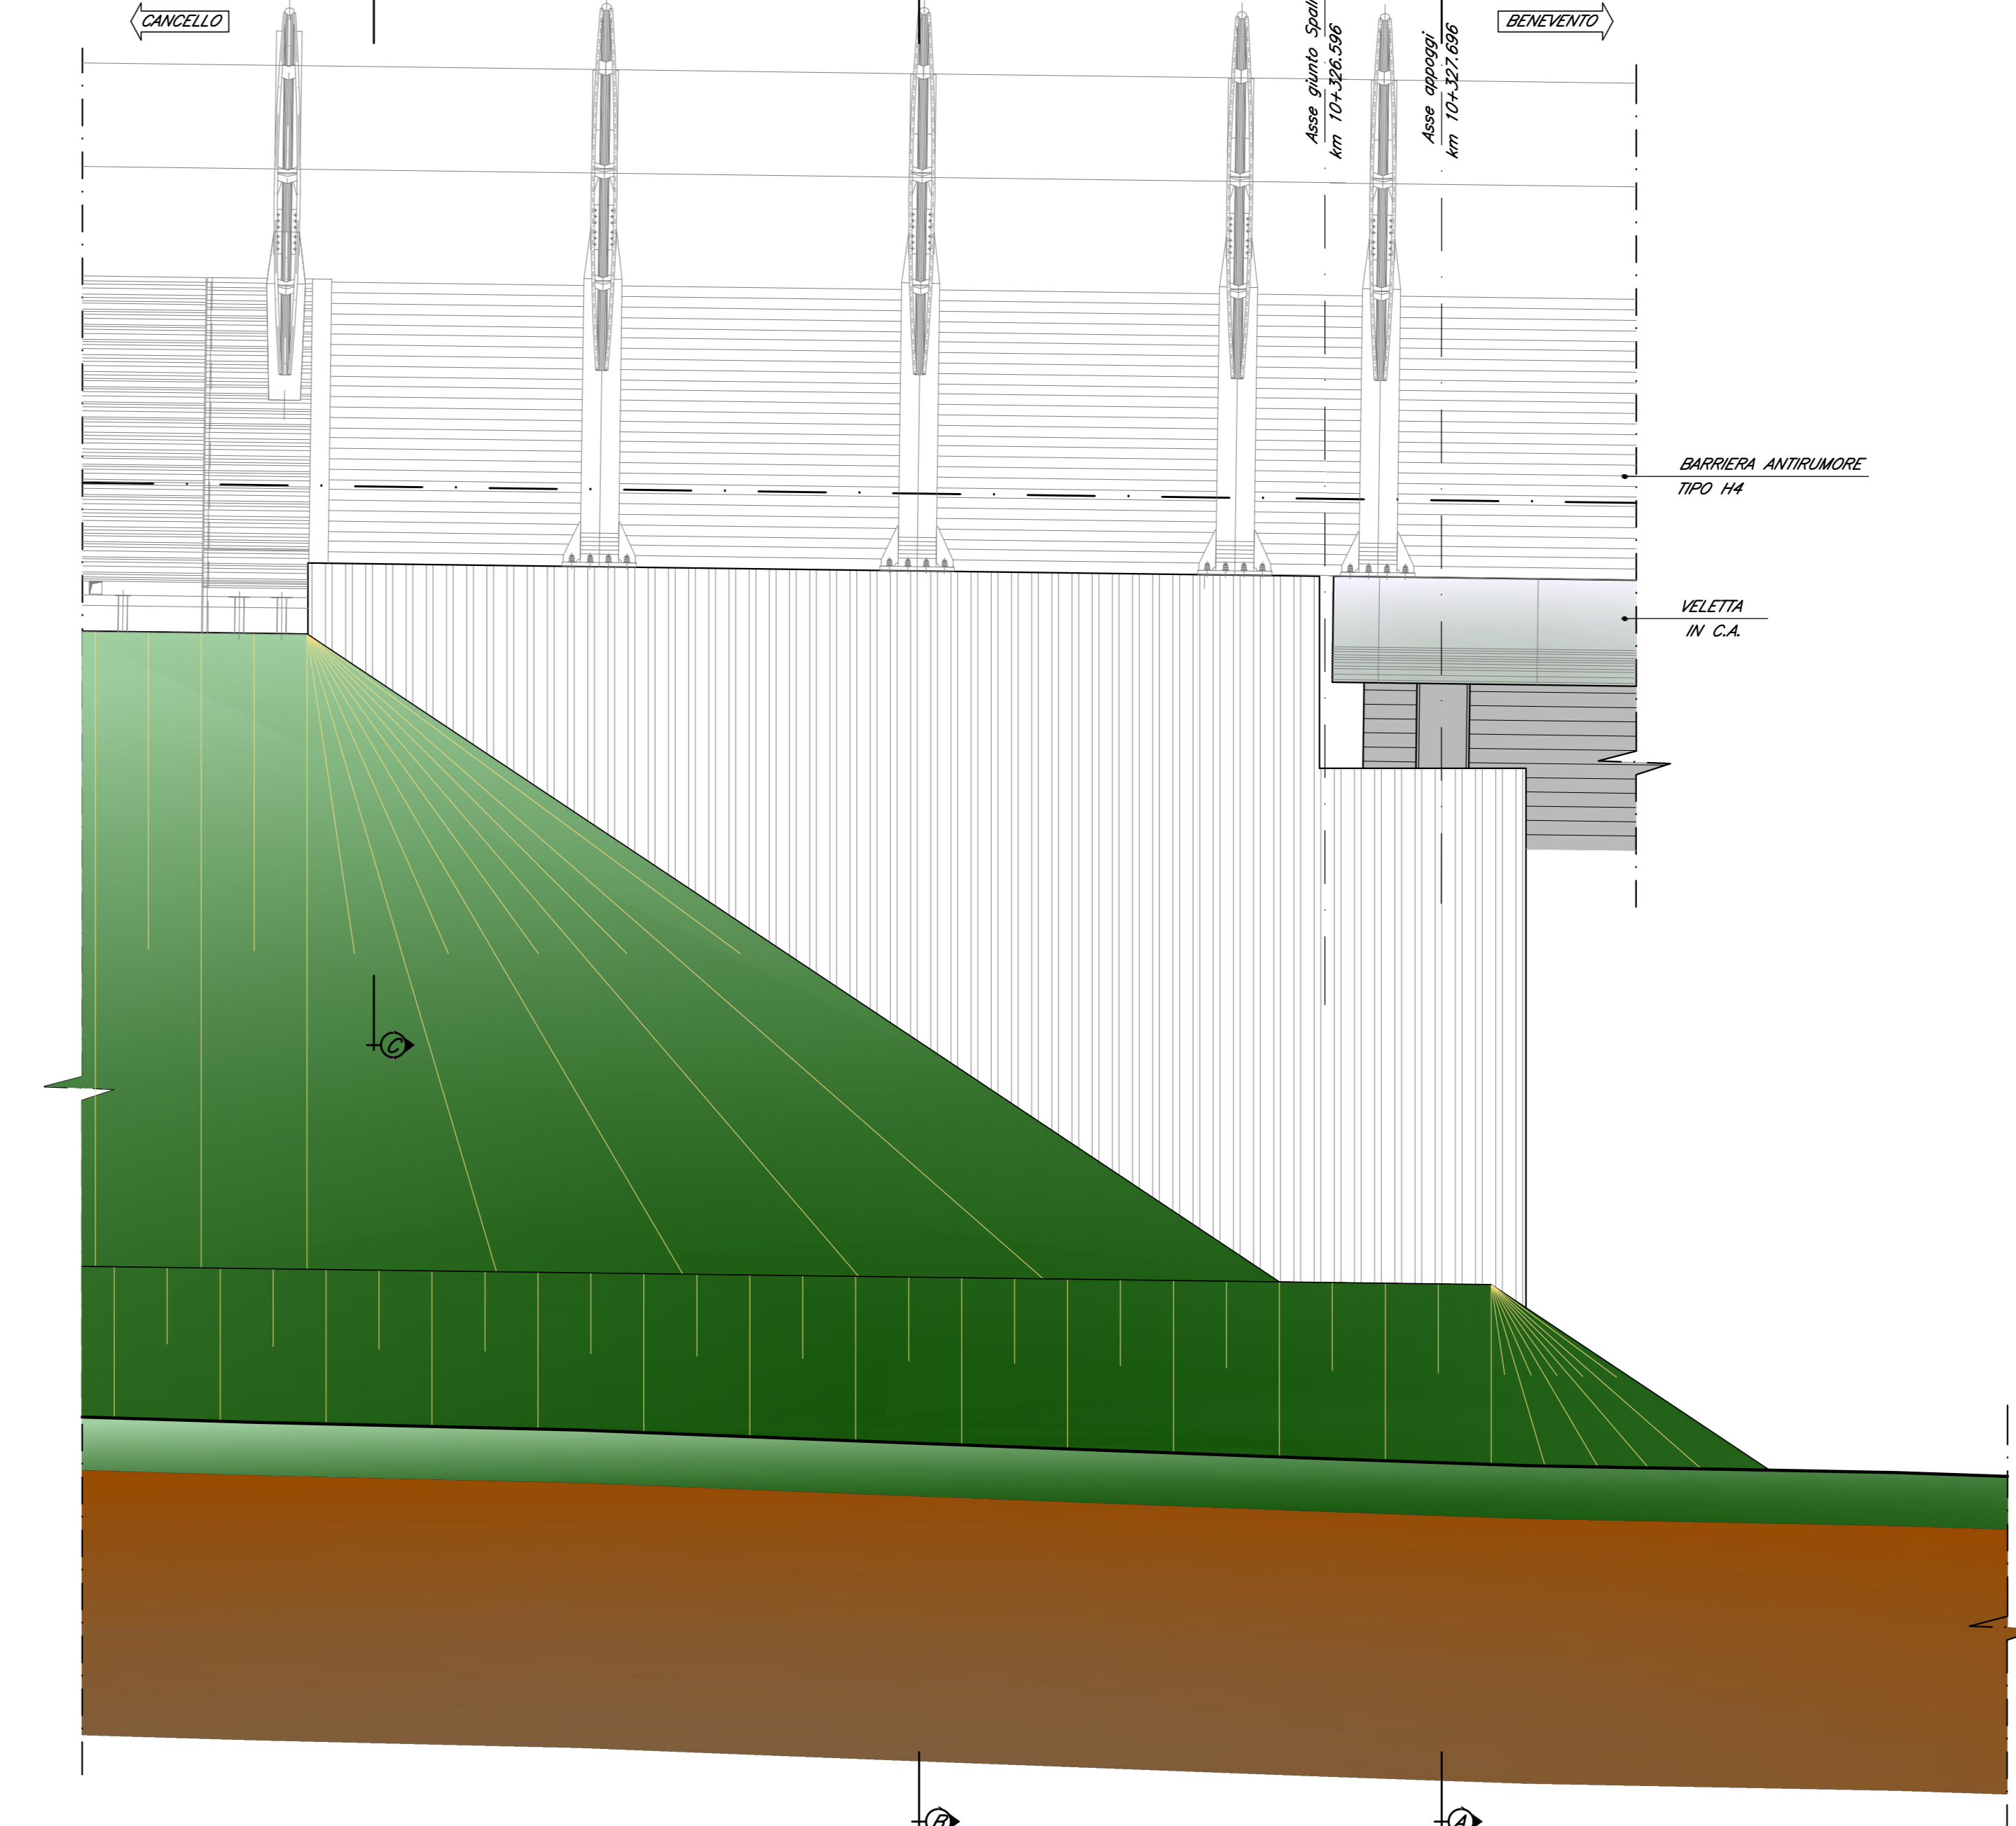 CANCELLO
BENEVENTO
Asse giunto
km 10+326.596
Asse appoggi
km 10+327.696
BARRIERA ANTIRUMORE
TIPO H4
VELETTA
IN C.A.
C
B
A